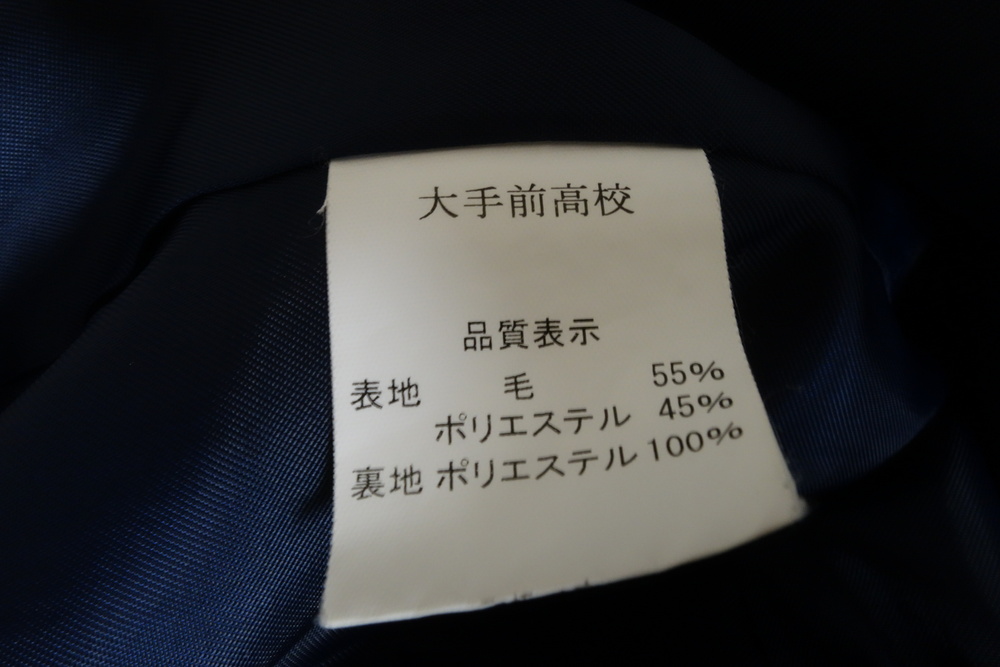 大手前高校
品質表示
表地 毛 55%
ポリエステル 45%
裏地 ポリエステル 100%